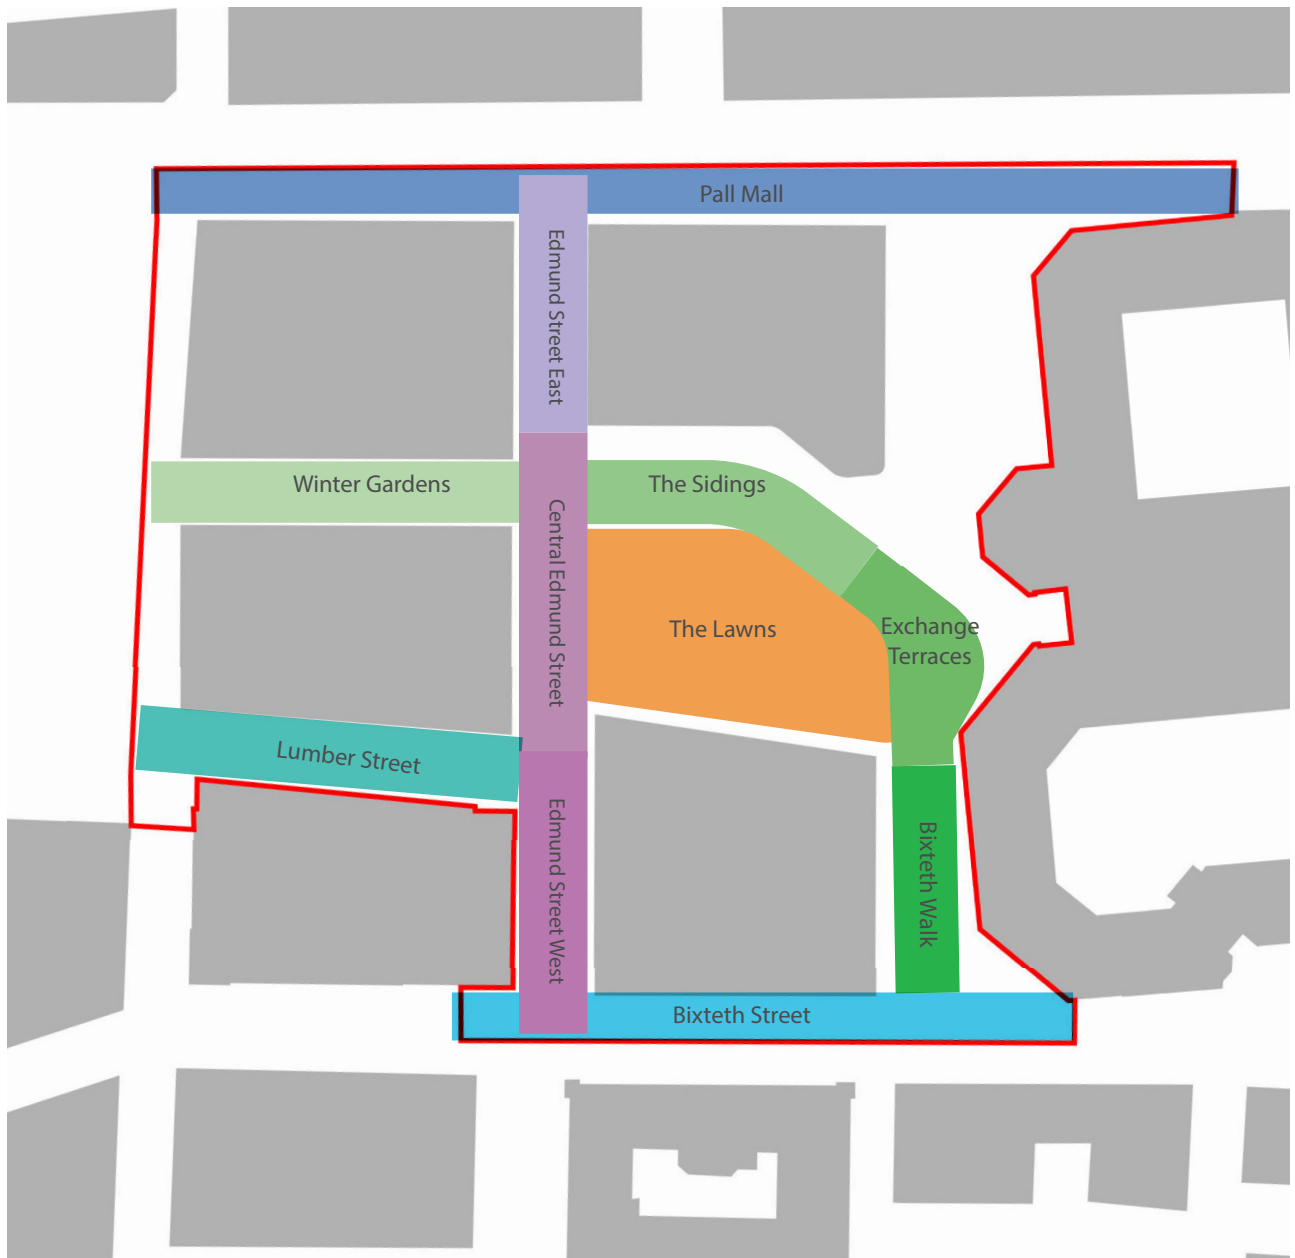 Pall Mall
Edmund Street East
Winter Gardens
The Sidings
Central Edmund Street
The Lawns
Exchange
Terraces
Lumber Street
Edmund Street West
Bixteth Walk
Bixteth Street